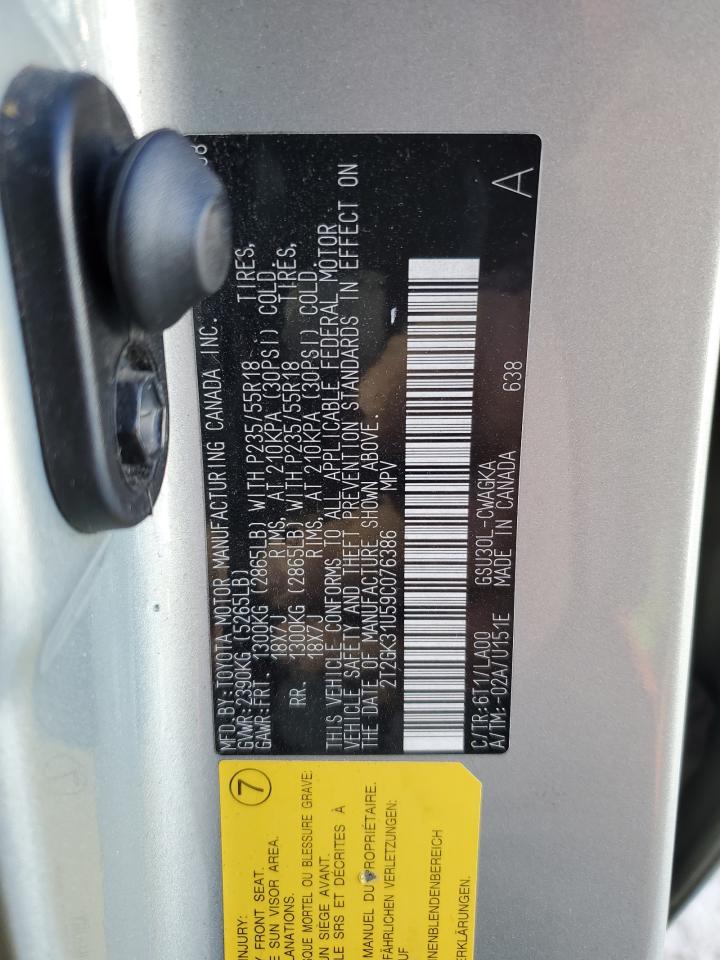 MFD.BY:TOYOTA MOTOR MANUFACTURING CANADA INC. 08
GVWR:2390KG (5265LB)
GAWR:FRT. 1300KG (2865LB) WITH P235/55R18 TIRES,
18X7J RIMS, AT 210KPA (30PSI) COLD.
RR. 1300KG (2865LB) WITH P235/55R18 TIRES,
18X7J RIMS, AT 210KPA (30PSI) COLD.
THIS VEHICLE CONFORMS TO ALL APPLICABLE FEDERAL MOTOR
VEHICLE SAFETY AND THEFT PREVENTION STANDARDS IN EFFECT ON
THE DATE OF MANUFACTURE SHOWN ABOVE.
2T2GK31U59C076386 MPV
C/TR:6T1/LA00 GSU30L-CWAGKA 638 A
A/TM:-02A/U151E MADE IN CANADA
7
INJURY:
FRONT SEAT.
SUN VISOR AREA.
QUE MORTEL OU BLESSURE GRAVE:
SIÈGE AVANT.
LE SRS ET DÉCRITES À
MANUEL DU PROPRIÉTAIRE.
FÄHRLICHEN VERLETZUNGEN:
UF
NENBLENDENBEREICH
ERKLÄRUNGEN.